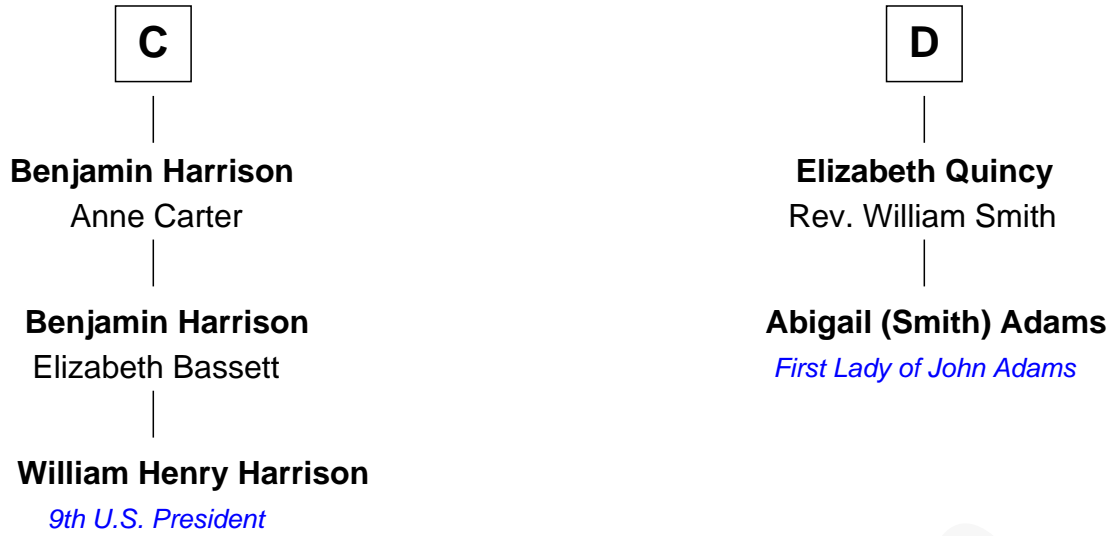 C
Benjamin Harrison
Anne Carter
Benjamin Harrison
Elizabeth Bassett
William Henry Harrison
9th U.S. President
D
Elizabeth Quincy
Rev. William Smith
Abigail (Smith) Adams
First Lady of John Adams